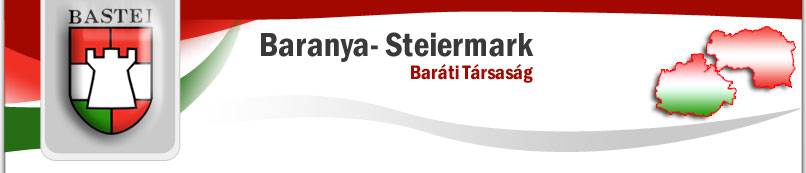 BASTEI
Baranya- Steiermark
Baráti Társaság